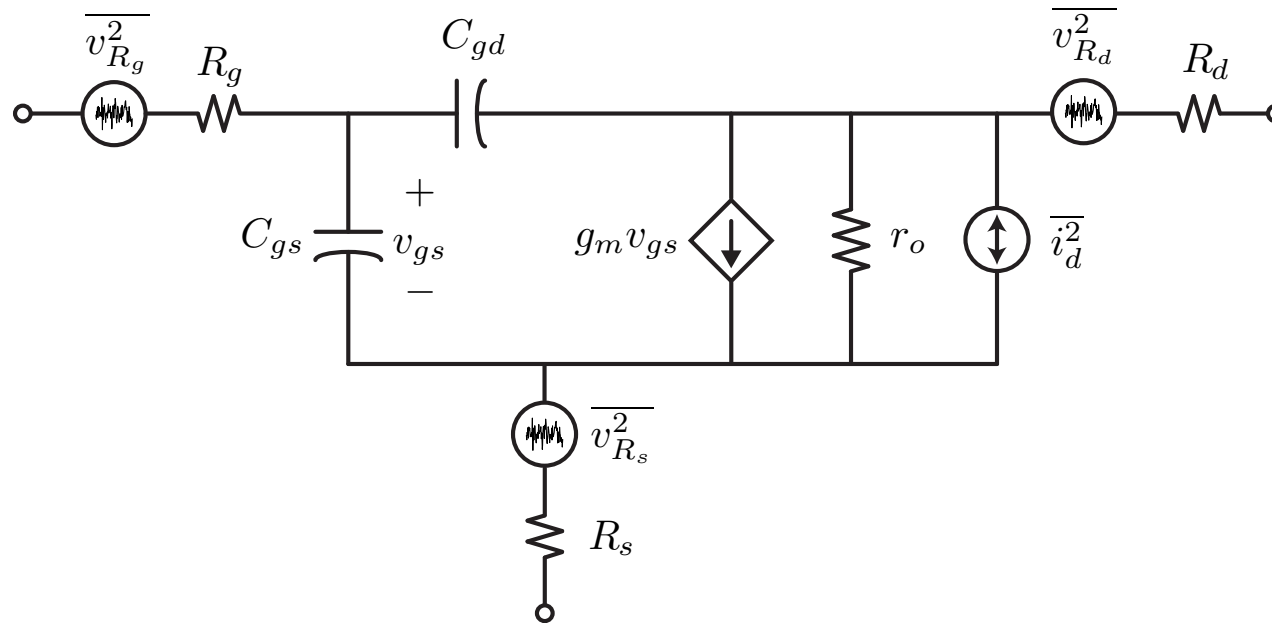 $\overline{v_{R_g}^2}$
$R_g$
$C_{gd}$
$\overline{v_{R_d}^2}$
$R_d$
$C_{gs}$
+
$v_{gs}$
−
$g_m v_{gs}$
$r_o$
$\overline{i_d^2}$
$\overline{v_{R_s}^2}$
$R_s$